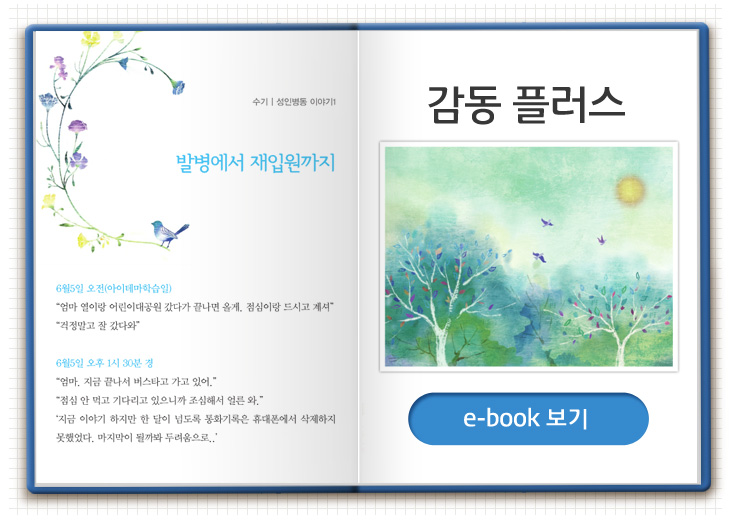 수기 | 성인병동 이야기1
발병에서 재입원까지
6월5일 오전(아이테마학습일)
“엄마 열이랑 어린이대공원 갔다가 끝나면 올게. 점심이랑 드시고 계셔”
“걱정말고 잘 갔다와”
6월5일 오후 1시 30분 경
“엄마. 지금 끝나서 버스타고 가고 있어.”
“점심 안 먹고 기다리고 있으니까 조심해서 얼른 와.”
‘지금 이야기 하지만 한 달이 넘도록 통화기록은 휴대폰에서 삭제하지
못했었다. 마지막이 될까봐 두려움으로..’
감동 플러스
e-book 보기